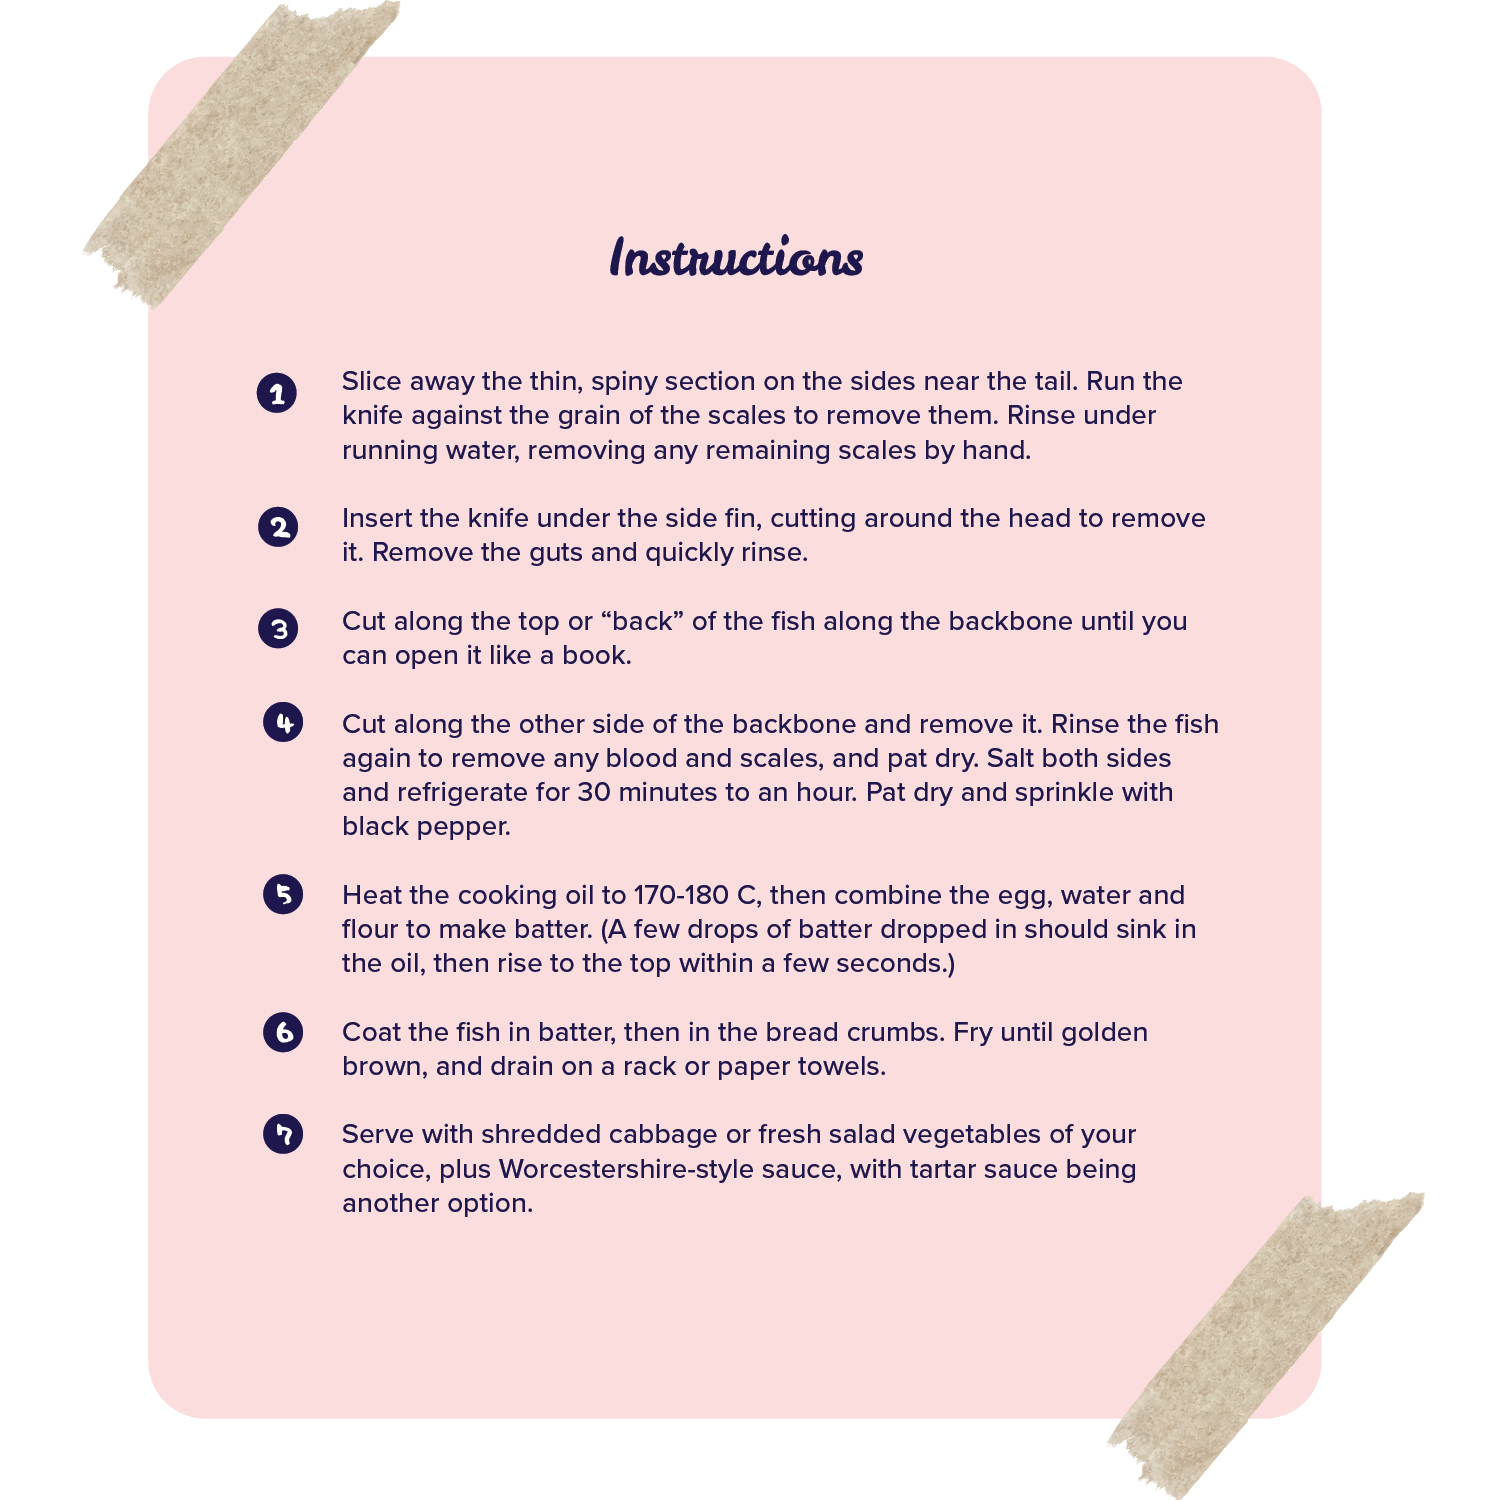 Instructions
1 Slice away the thin, spiny section on the sides near the tail. Run the
knife against the grain of the scales to remove them. Rinse under
running water, removing any remaining scales by hand.
2 Insert the knife under the side fin, cutting around the head to remove
it. Remove the guts and quickly rinse.
3 Cut along the top or “back” of the fish along the backbone until you
can open it like a book.
4 Cut along the other side of the backbone and remove it. Rinse the fish
again to remove any blood and scales, and pat dry. Salt both sides
and refrigerate for 30 minutes to an hour. Pat dry and sprinkle with
black pepper.
5 Heat the cooking oil to 170-180 C, then combine the egg, water and
flour to make batter. (A few drops of batter dropped in should sink in
the oil, then rise to the top within a few seconds.)
6 Coat the fish in batter, then in the bread crumbs. Fry until golden
brown, and drain on a rack or paper towels.
7 Serve with shredded cabbage or fresh salad vegetables of your
choice, plus Worcestershire-style sauce, with tartar sauce being
another option.